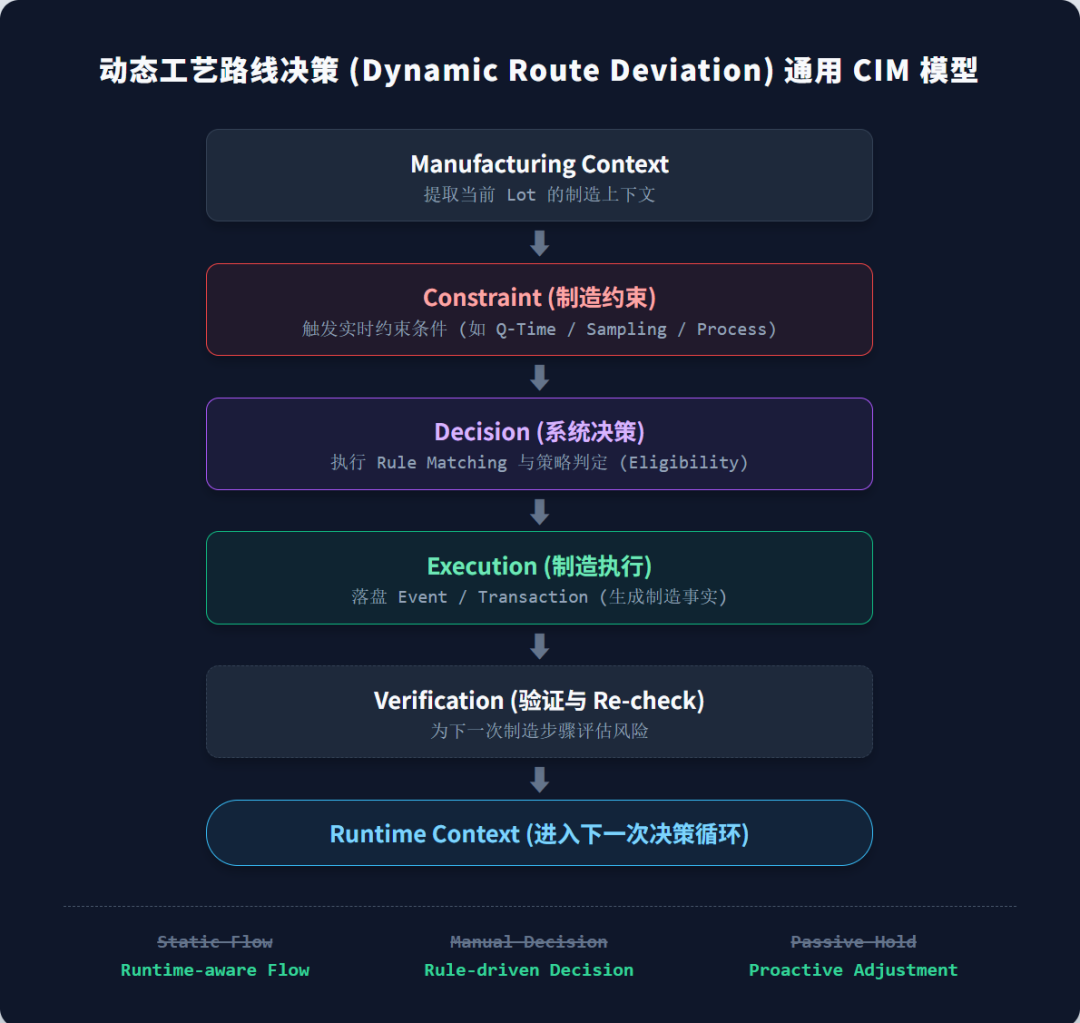 动态工艺路线决策 (Dynamic Route Deviation) 通用 CIM 模型
Manufacturing Context
提取当前 Lot 的制造上下文
Constraint (制造约束)
触发实时约束条件 (如 Q-Time / Sampling / Process)
Decision (系统决策)
执行 Rule Matching 与策略判定 (Eligibility)
Execution (制造执行)
落盘 Event / Transaction (生成制造事实)
Verification (验证与 Re-check)
为下一次制造步骤评估风险
Runtime Context (进入下一次决策循环)
Static Flow Manual Decision Passive Hold
Runtime-aware Flow Rule-driven Decision Proactive Adjustment